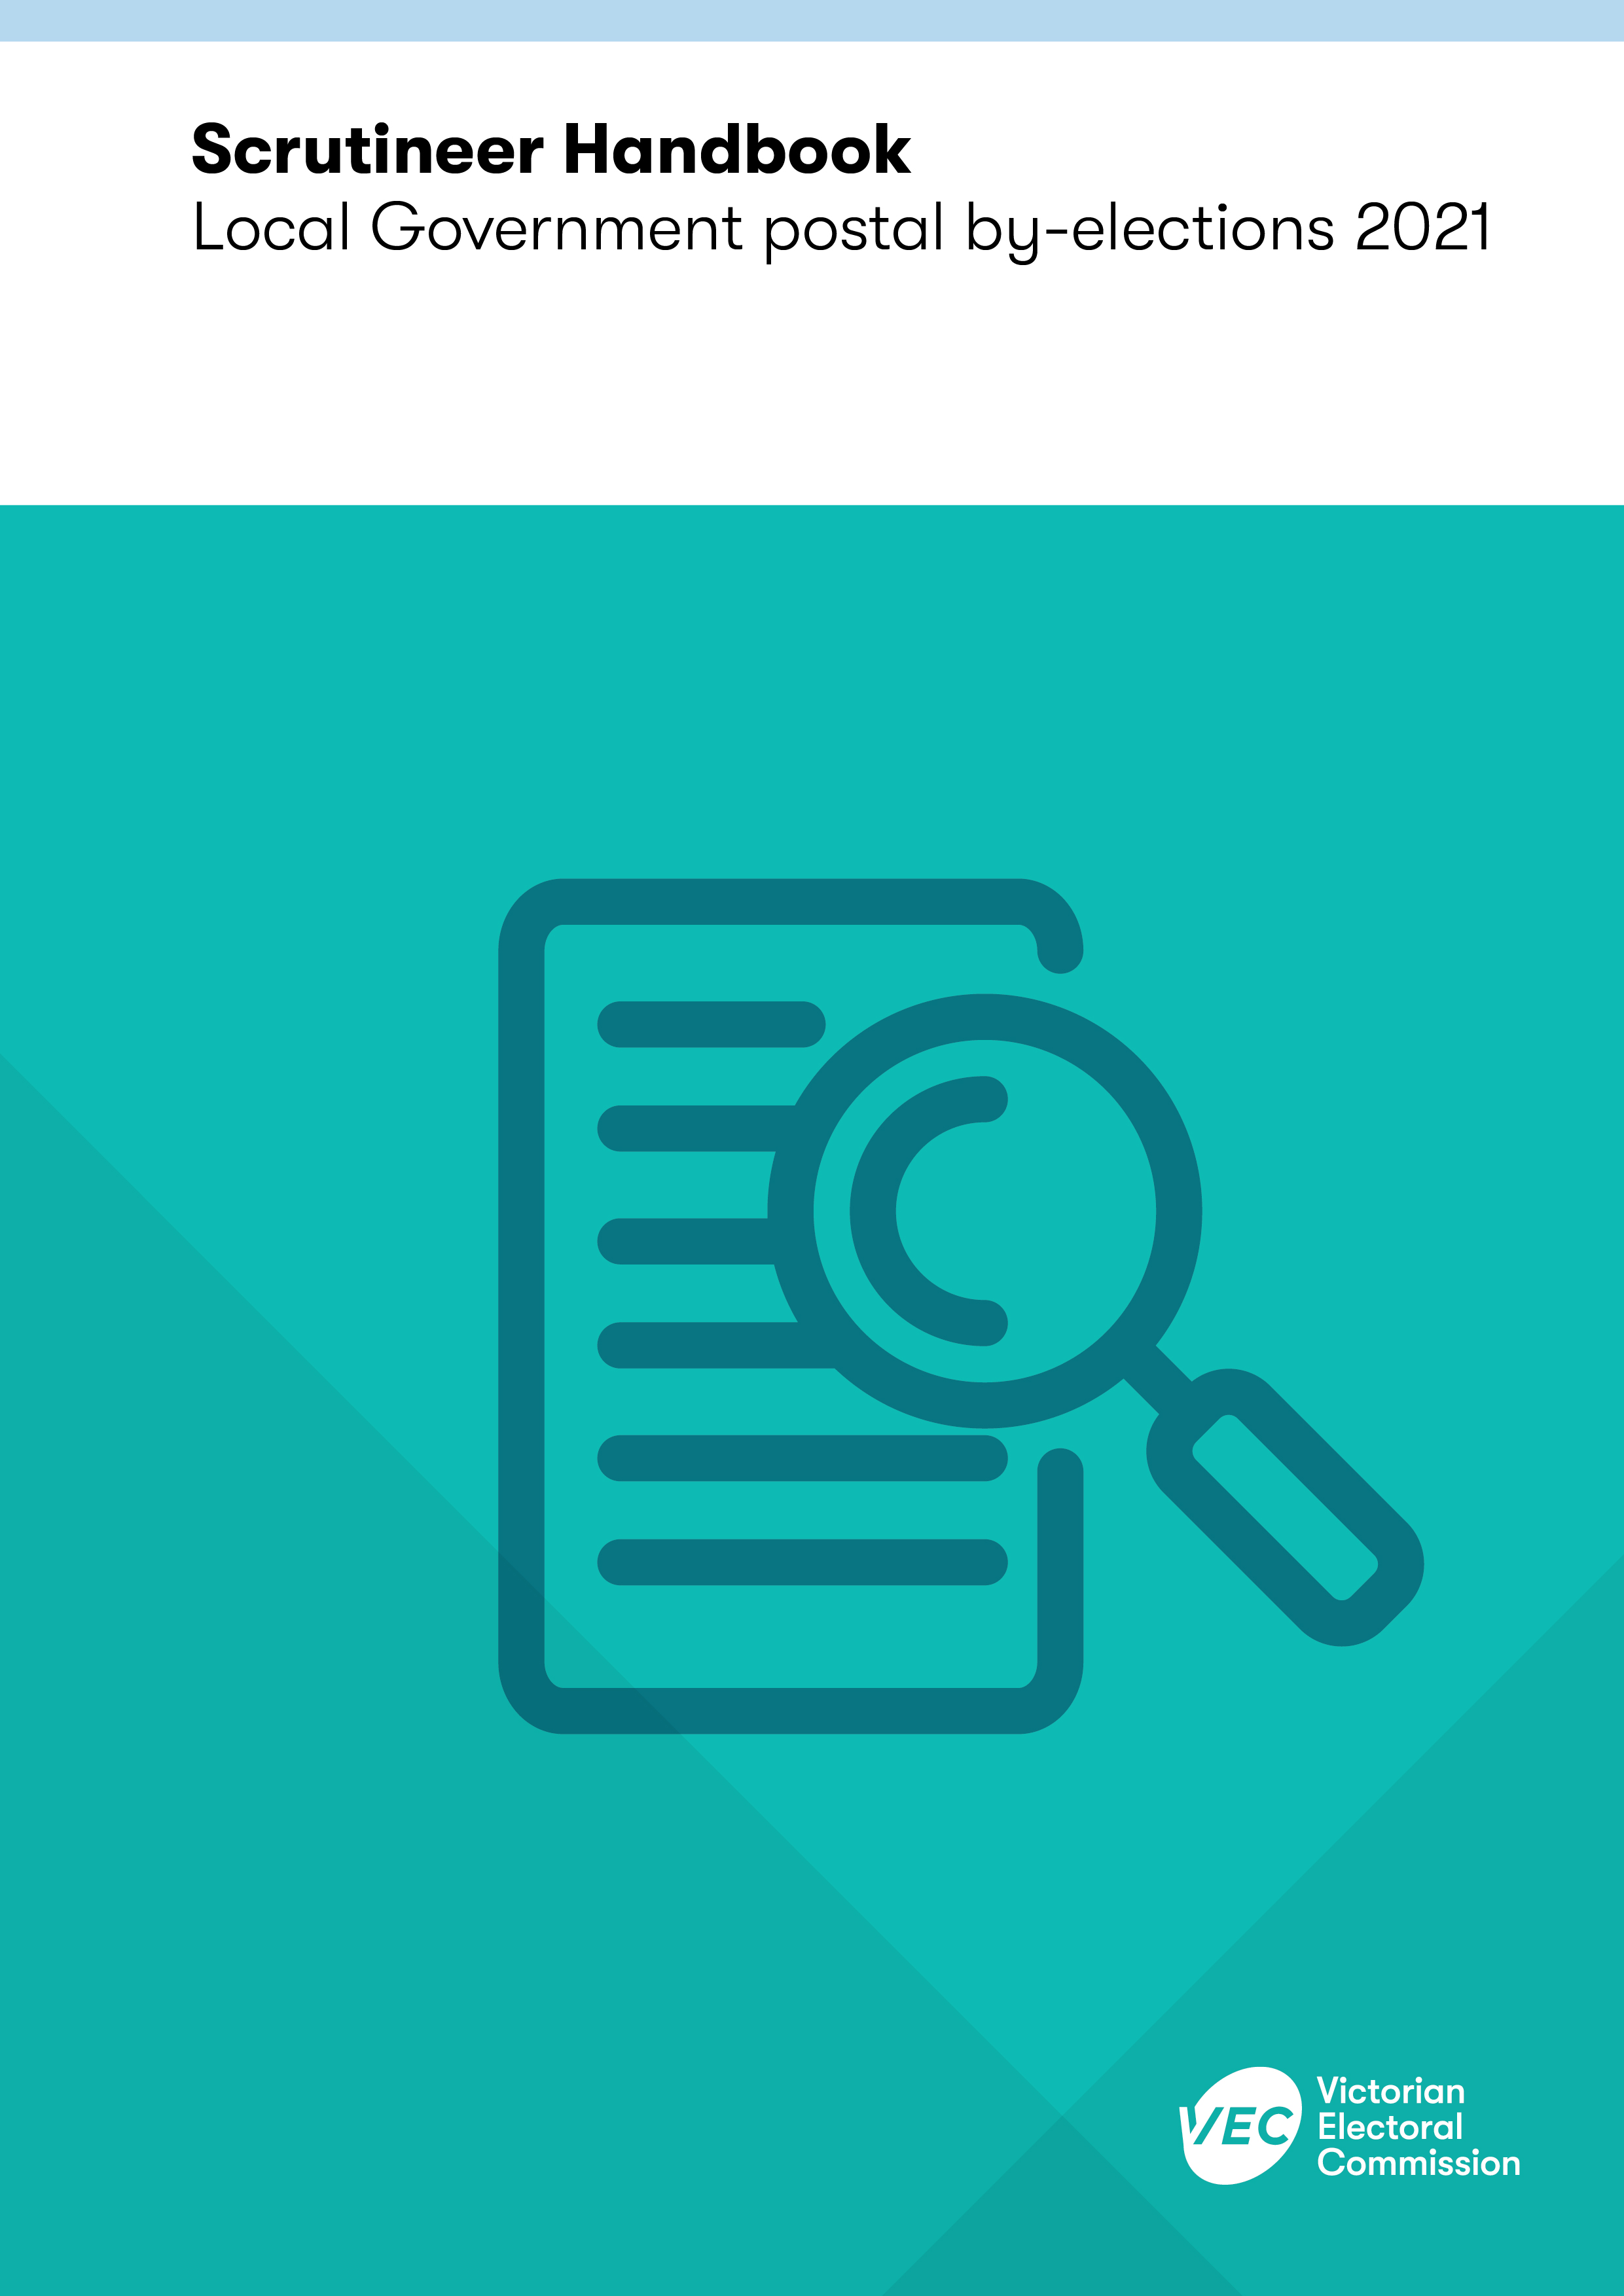 Scrutineer Handbook
Local Government postal by-elections 2021
VEC
Victorian
Electoral
Commission